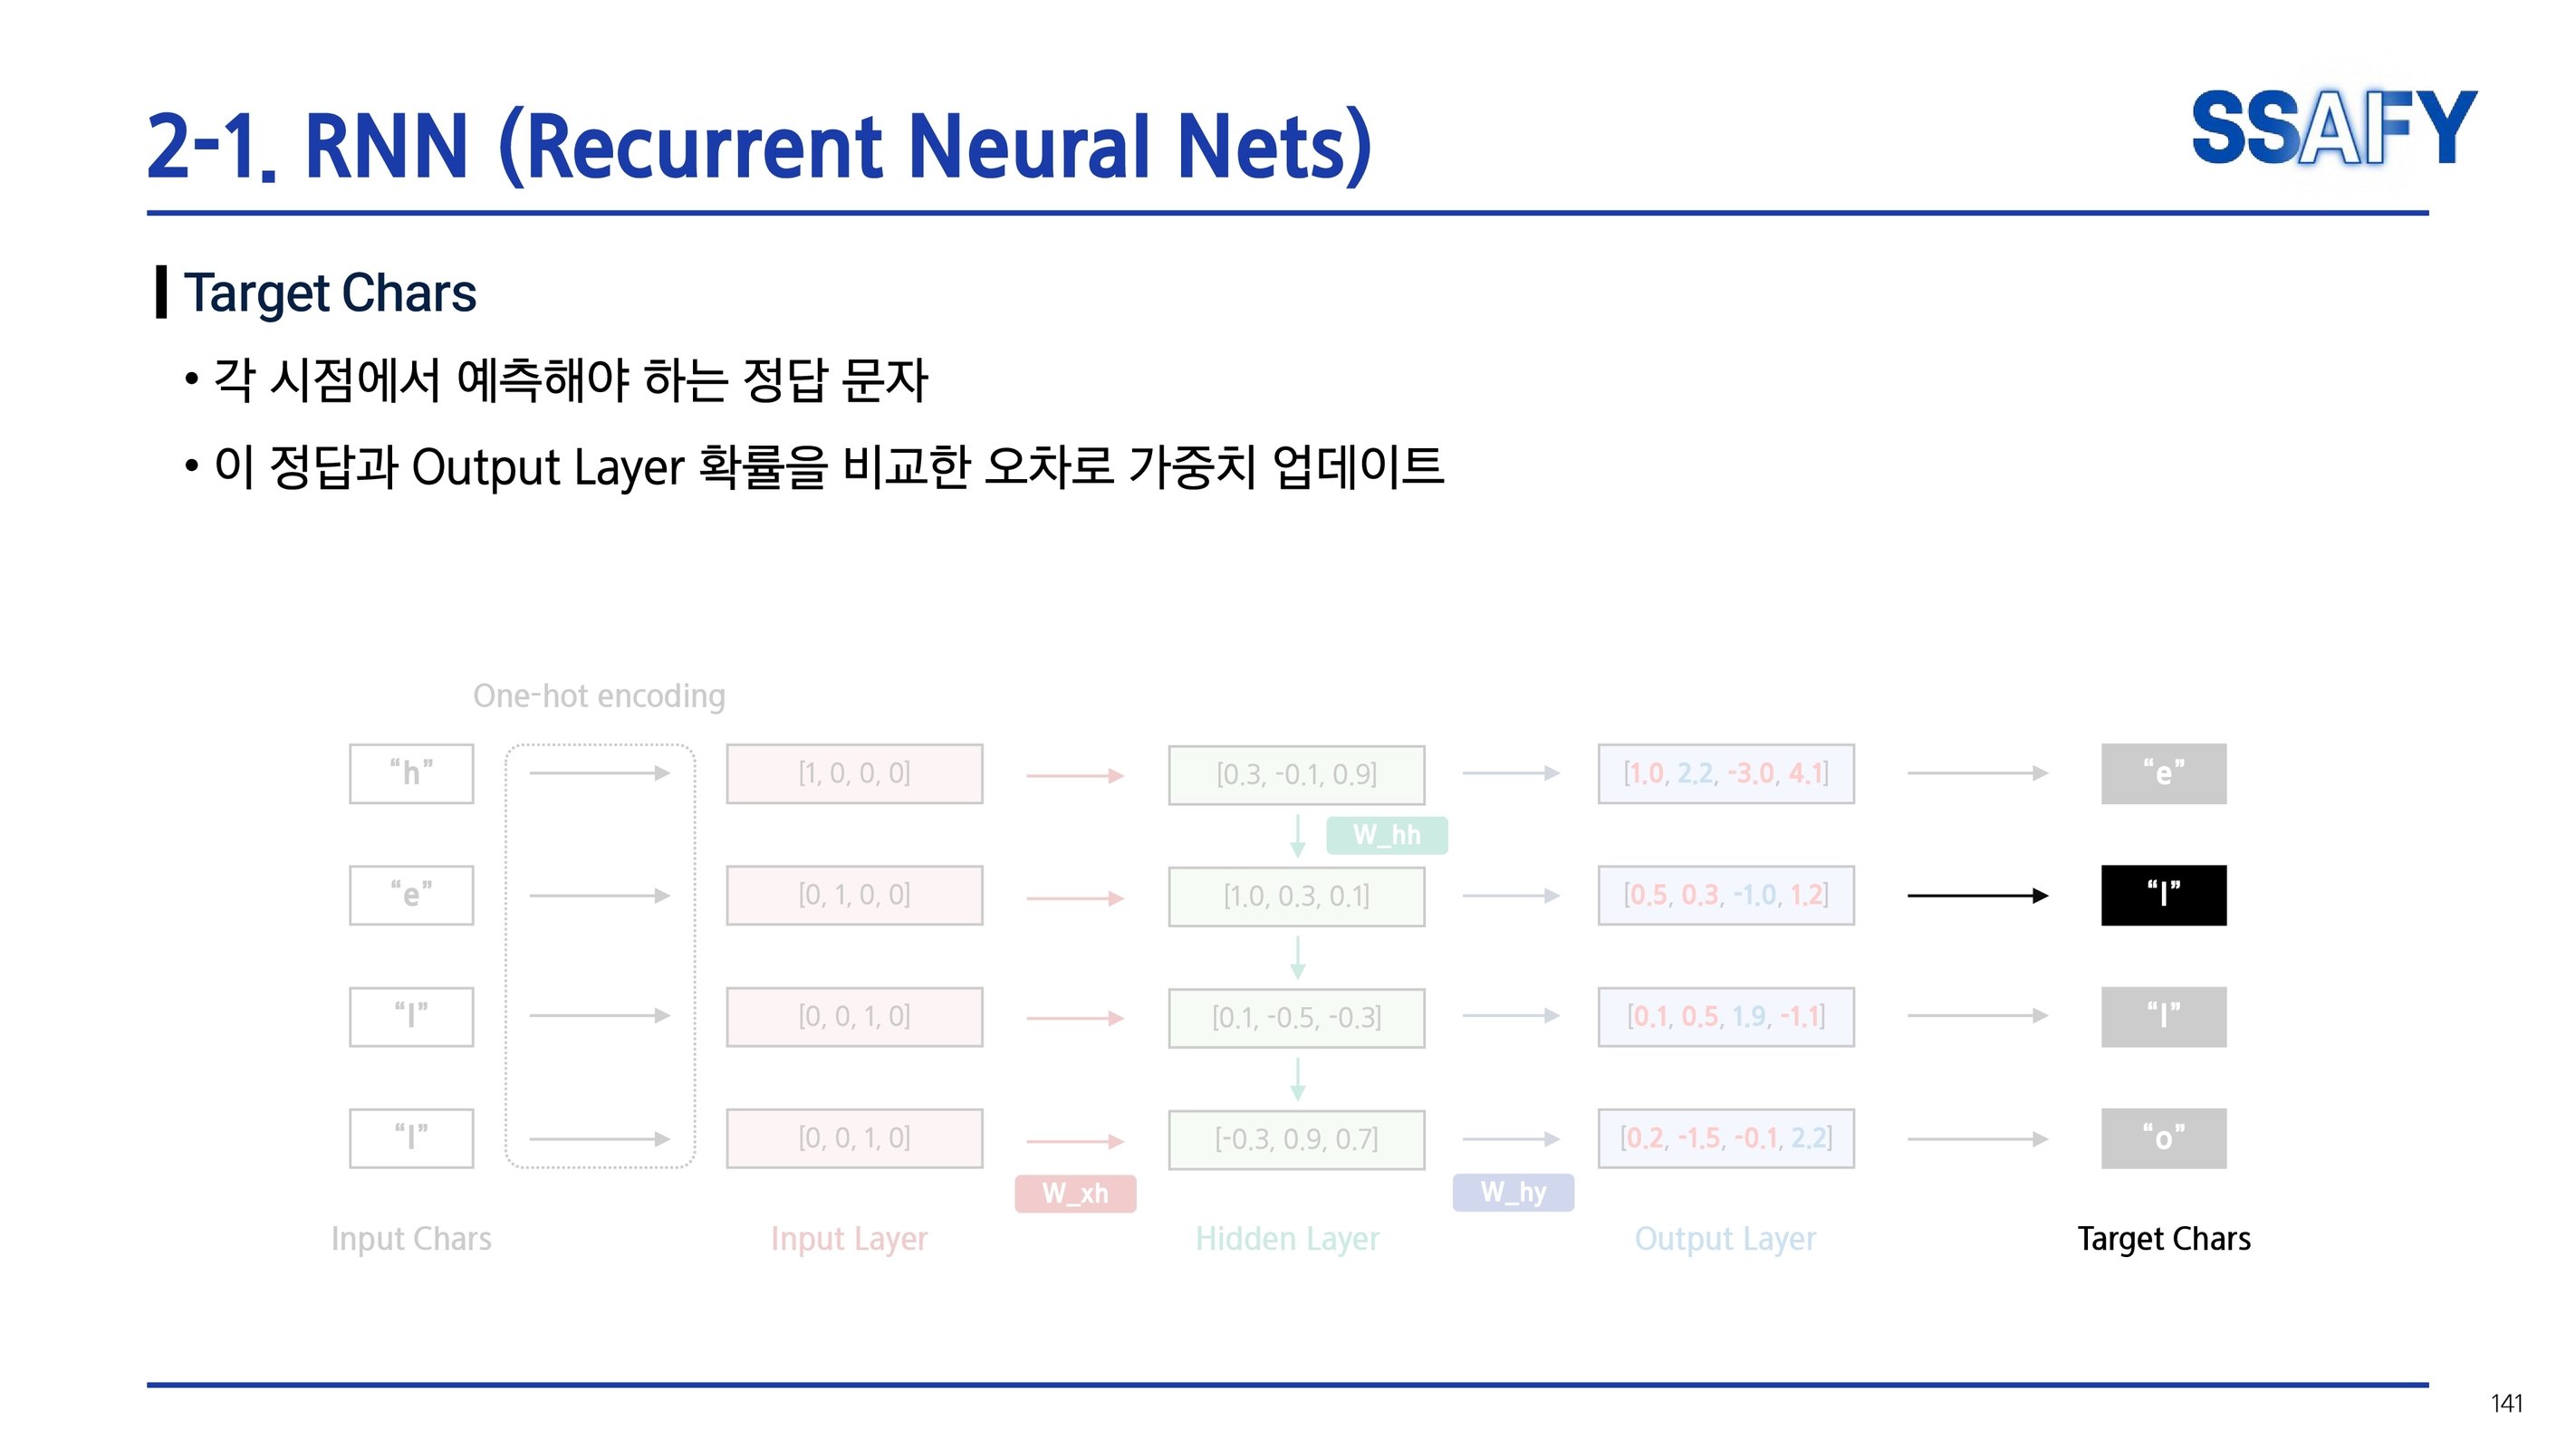 2-1. RNN (Recurrent Neural Nets)
SSAFY
Target Chars
• 각 시점에서 예측해야 하는 정답 문자
• 이 정답과 Output Layer 확률을 비교한 오차로 가중치 업데이트
One-hot encoding
“h” [1, 0, 0, 0] [0.3, -0.1, 0.9] [1.0, 2.2, -3.0, 4.1] “e”
W_hh
“e” [0, 1, 0, 0] [1.0, 0.3, 0.1] [0.5, 0.3, -1.0, 1.2] “l”
“l” [0, 0, 1, 0] [0.1, -0.5, -0.3] [0.1, 0.5, 1.9, -1.1] “l”
“l” [0, 0, 1, 0] [-0.3, 0.9, 0.7] [0.2, -1.5, -0.1, 2.2] “o”
W_xh W_hy
Input Chars Input Layer Hidden Layer Output Layer Target Chars
141